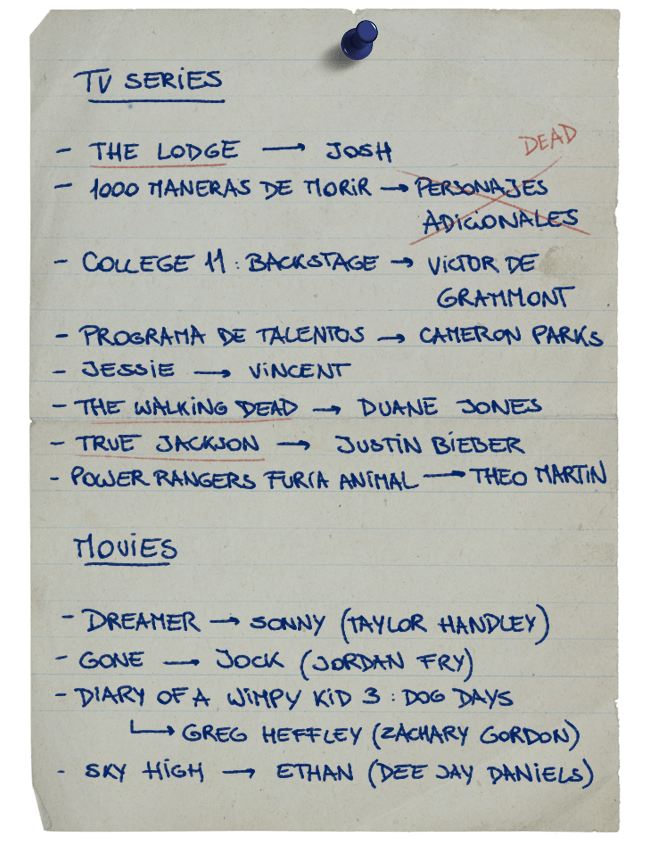 TV SERIES
- THE LODGE → JOSH
DEAD
- 1000 MANERAS DE MORIR → PERSONAJES
ADICIONALES
- COLLEGE 11 : BACKSTAGE → VICTOR DE
GRAMMONT
- PROGRAMA DE TALENTOS → CAMERON PARKS
- JESSIE → VINCENT
- THE WALKING DEAD → DUANE JONES
- TRUE JACKSON → JUSTIN BIEBER
- POWER RANGERS FURIA ANIMAL → THEO MARTIN
MOVIES
- DREAMER → SONNY (TAYLOR HANDLEY)
- GONE → JOCK (JORDAN FRY)
- DIARY OF A WIMPY KID 3 : DOG DAYS
↳ GREG HEFFLEY (ZACHARY GORDON)
- SKY HIGH → ETHAN (DEE JAY DANIELS)